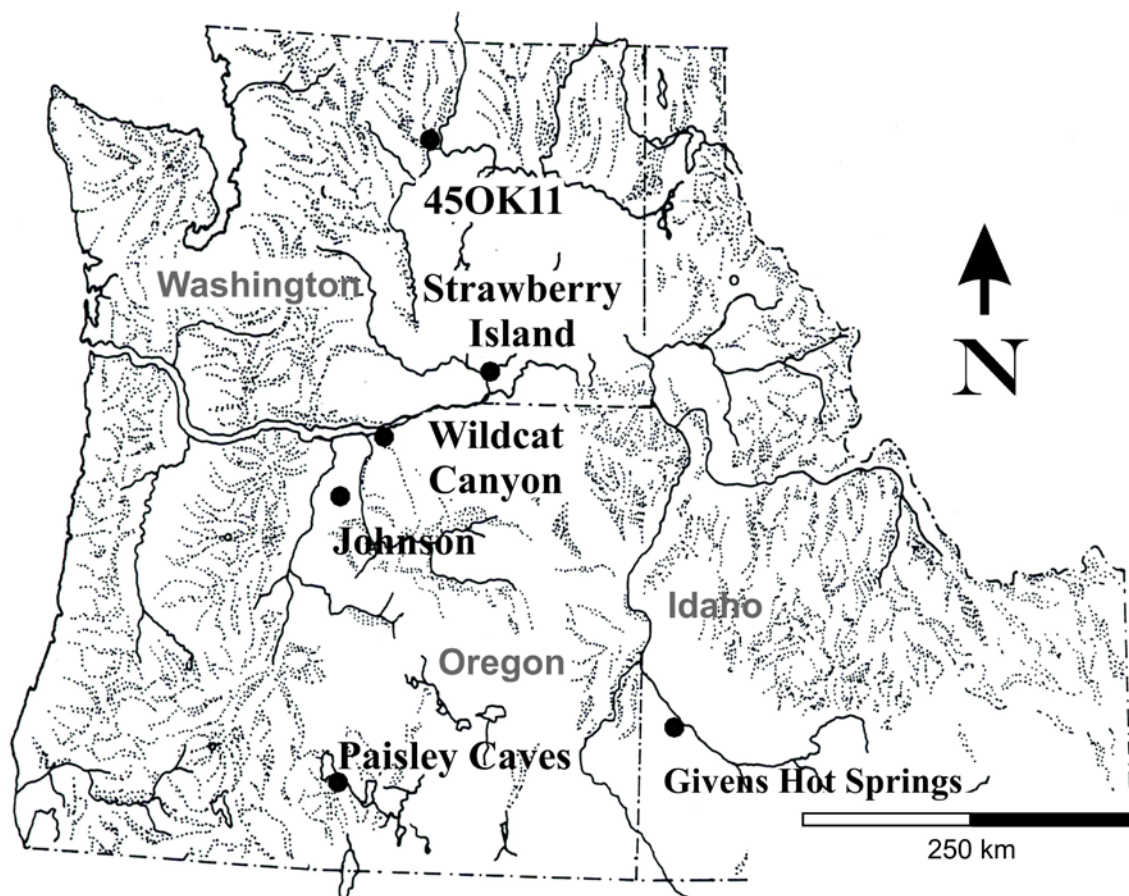 45OK11
Washington
Strawberry
Island
N
Wildcat
Canyon
Johnson
Idaho
Oregon
Paisley Caves
Givens Hot Springs
250 km